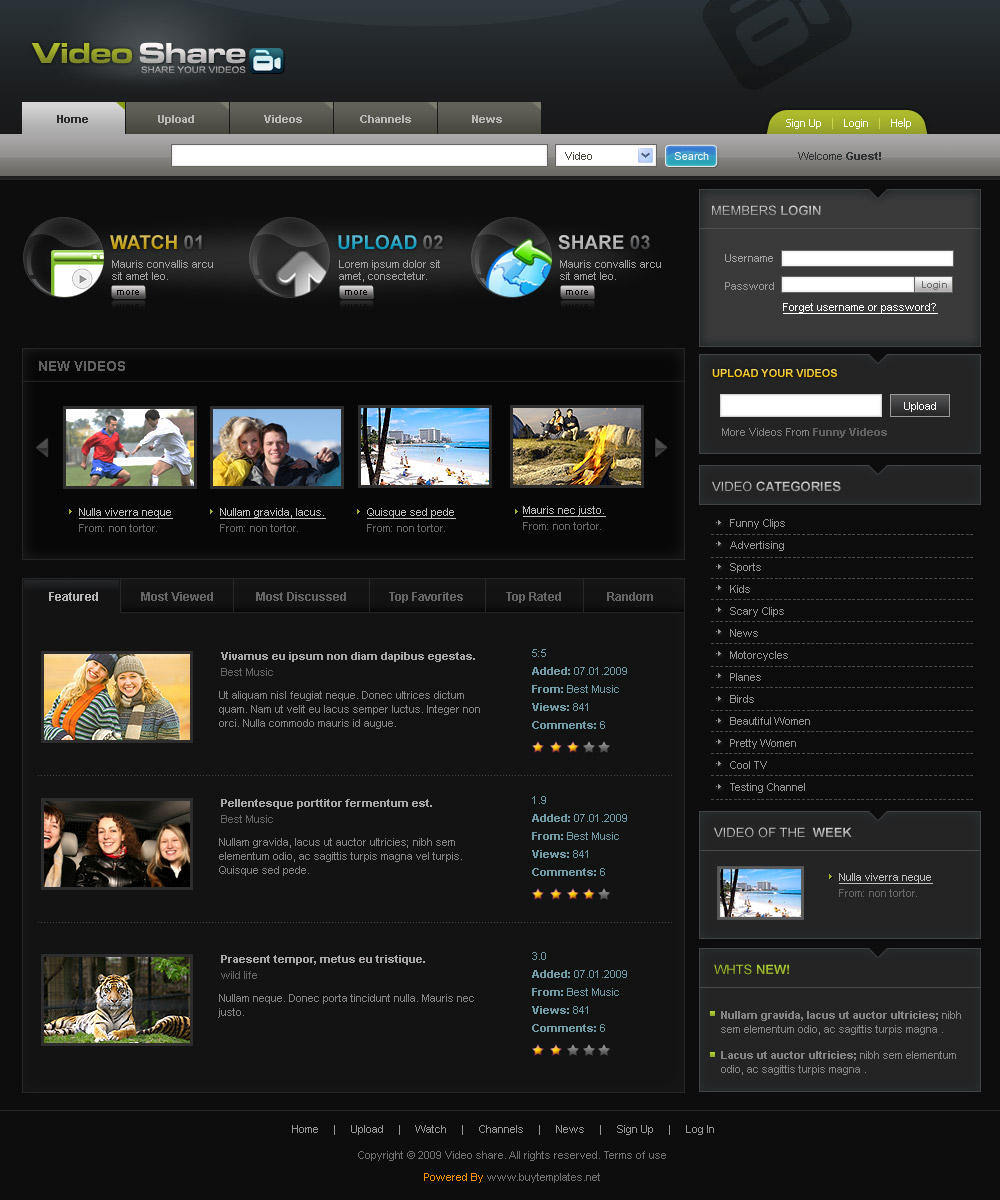 Video Share
SHARE YOUR VIDEOS
Home
Upload
Videos
Channels
News
Sign Up | Login | Help
Video
Search
Welcome Guest!
WATCH 01
Mauris convallis arcu
sit amet leo.
more
UPLOAD 02
Lorem ipsum dolor sit
amet, consectetur.
more
SHARE 03
Mauris convallis arcu
sit amet leo.
more
MEMBERS LOGIN
Username
Password
Login
Forget username or password?
NEW VIDEOS
Nulla viverra neque
From: non tortor.
Nullam gravida, lacus.
From: non tortor.
Quisque sed pede
From: non tortor.
Mauris nec justo.
From: non tortor.
UPLOAD YOUR VIDEOS
Upload
More Videos From Funny Videos
VIDEO CATEGORIES
Funny Clips
Advertising
Sports
Kids
Scary Clips
News
Motorcycles
Planes
Birds
Beautiful Women
Pretty Women
Cool TV
Testing Channel
Featured
Most Viewed
Most Discussed
Top Favorites
Top Rated
Random
Vivamus eu ipsum non diam dapibus egestas.
Best Music
Ut aliquam nisl feugiat neque. Donec ultrices dictum
quam. Nam ut velit eu lacus semper luctus. Integer non
orci. Nulla commodo mauris id augue.
5:5
Added: 07.01.2009
From: Best Music
Views: 841
Comments: 6
Pellentesque porttitor fermentum est.
Best Music
Nullam gravida, lacus ut auctor ultricies; nibh sem
elementum odio, ac sagittis turpis magna vel turpis.
Quisque sed pede.
1.9
Added: 07.01.2009
From: Best Music
Views: 841
Comments: 6
Praesent tempor, metus eu tristique.
wild life
Nullam neque. Donec porta tincidunt nulla. Mauris nec
justo.
3.0
Added: 07.01.2009
From: Best Music
Views: 841
Comments: 6
VIDEO OF THE WEEK
Nulla viverra neque
From: non tortor.
WHTS NEW!
Nullam gravida, lacus ut auctor ultricies; nibh
sem elementum odio, ac sagittis turpis magna .
Lacus ut auctor ultricies; nibh sem elementum
odio, ac sagittis turpis magna .
Home | Upload | Watch | Channels | News | Sign Up | Log In
Copyright © 2009 Video share. All rights reserved. Terms of use
Powered By www.buytemplates.net